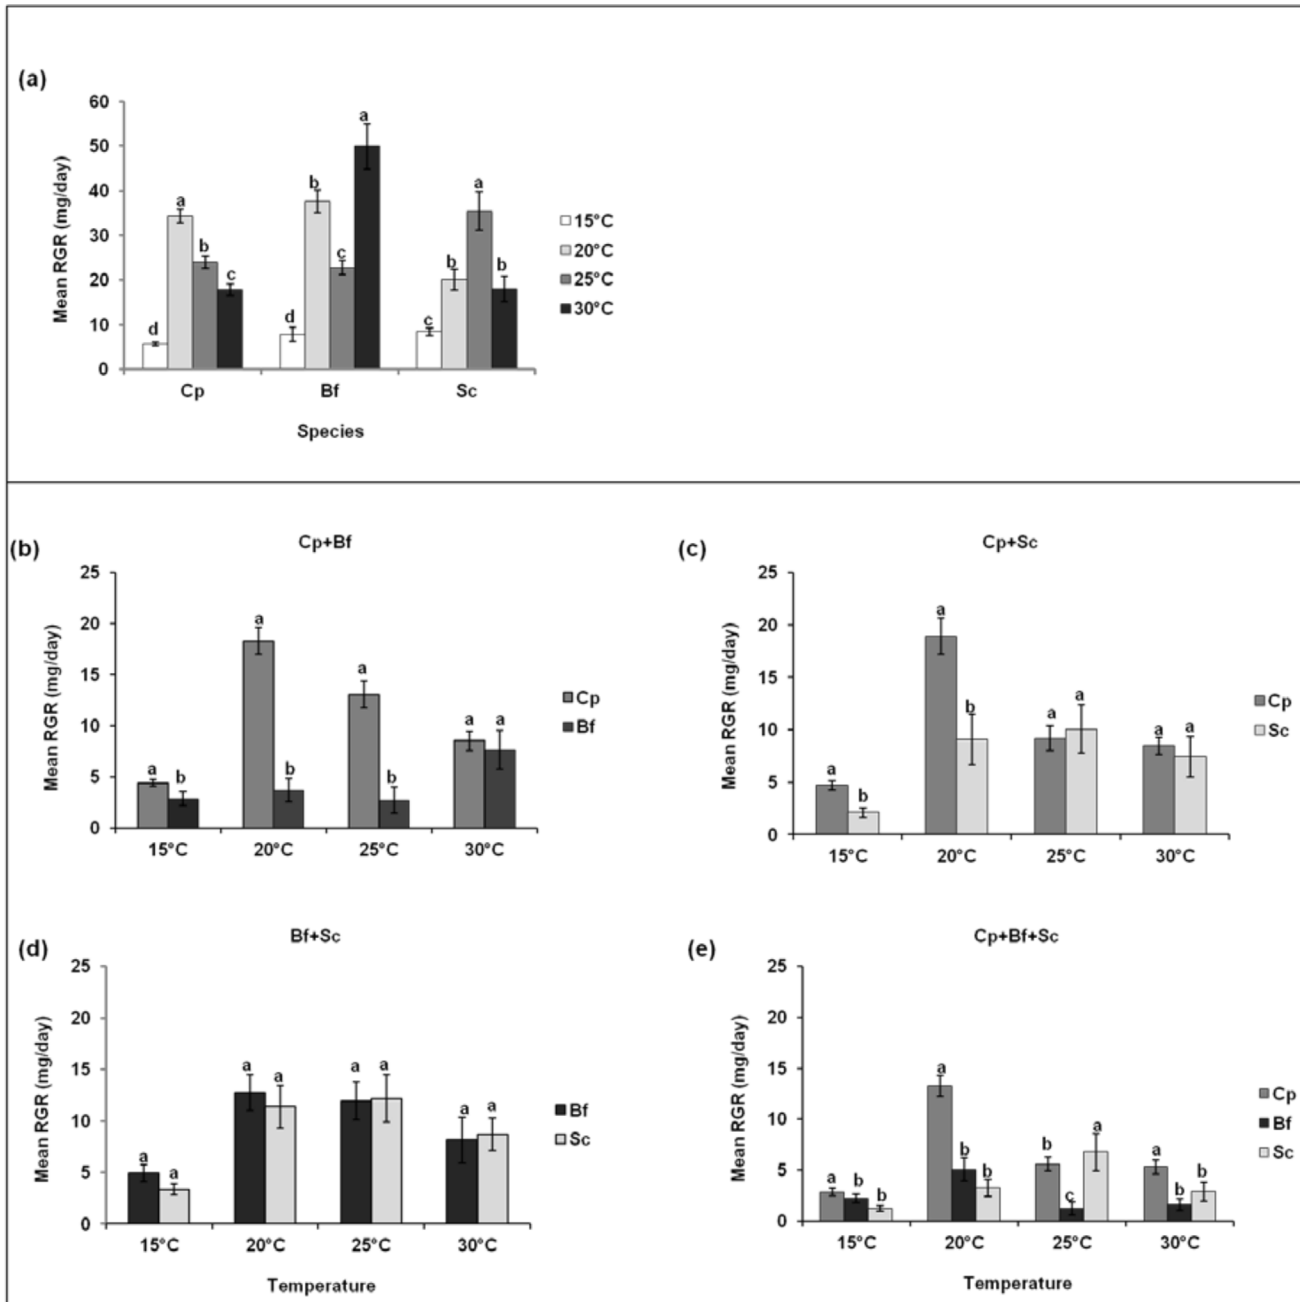 (a)
60
50
40
30
20
10
0
Mean RGR (mg/day)
d a b c
d b c a
c b a b
Cp Bf Sc
Species
15°C
20°C
25°C
30°C
(b)
Cp+Bf
25
20
15
10
5
0
Mean RGR (mg/day)
a b a b a b a a
15°C 20°C 25°C 30°C
Cp
Bf
(c)
Cp+Sc
25
20
15
10
5
0
Mean RGR (mg/day)
a b a b a a a a
15°C 20°C 25°C 30°C
Cp
Sc
(d)
Bf+Sc
25
20
15
10
5
0
Mean RGR (mg/day)
a a a a a a a a
15°C 20°C 25°C 30°C
Temperature
Bf
Sc
(e)
Cp+Bf+Sc
25
20
15
10
5
0
Mean RGR (mg/day)
a b b a b b b c a a b b
15°C 20°C 25°C 30°C
Temperature
Cp
Bf
Sc